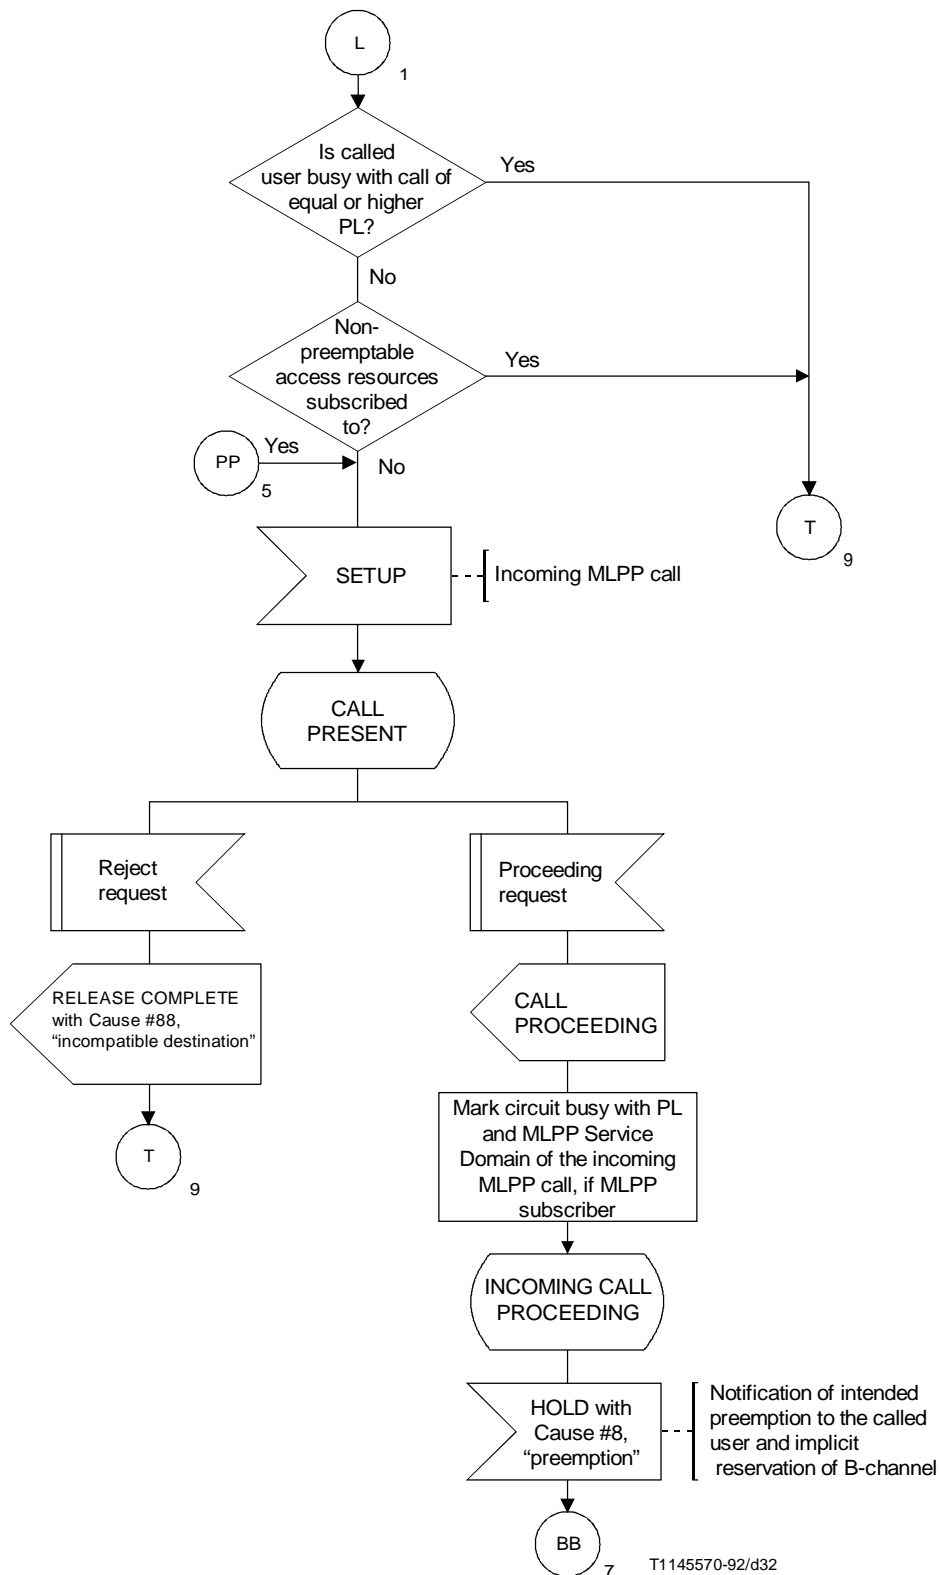 L
1
Is called
user busy with call of
equal or higher
PL?
Yes
No
Non-
preemptable
access resources
subscribed
to?
Yes
PP
Yes
5
No
T
9
SETUP
Incoming MLPP call
CALL
PRESENT
Reject
request
Proceeding
request
RELEASE COMPLETE
with Cause #88,
“incompatible destination”
CALL
PROCEEDING
T
9
Mark circuit busy with PL
and MLPP Service
Domain of the incoming
MLPP call, if MLPP
subscriber
INCOMING CALL
PROCEEDING
HOLD with
Cause #8,
“preemption”
Notification of intended
preemption to the called
user and implicit
reservation of B-channel
BB
7
T1145570-92/d32